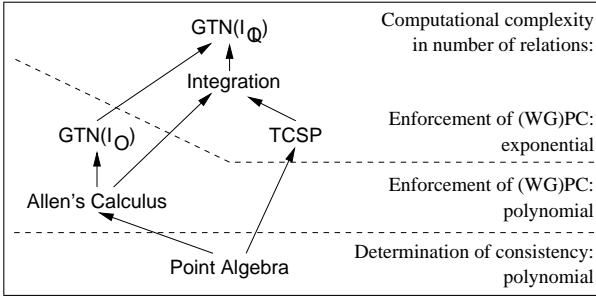 GTN(I_Q)
Computational complexity
in number of relations:
Integration
GTN(I_O)
TCSP
Enforcement of (WG)PC:
exponential
Allen's Calculus
Enforcement of (WG)PC:
polynomial
Point Algebra
Determination of consistency:
polynomial